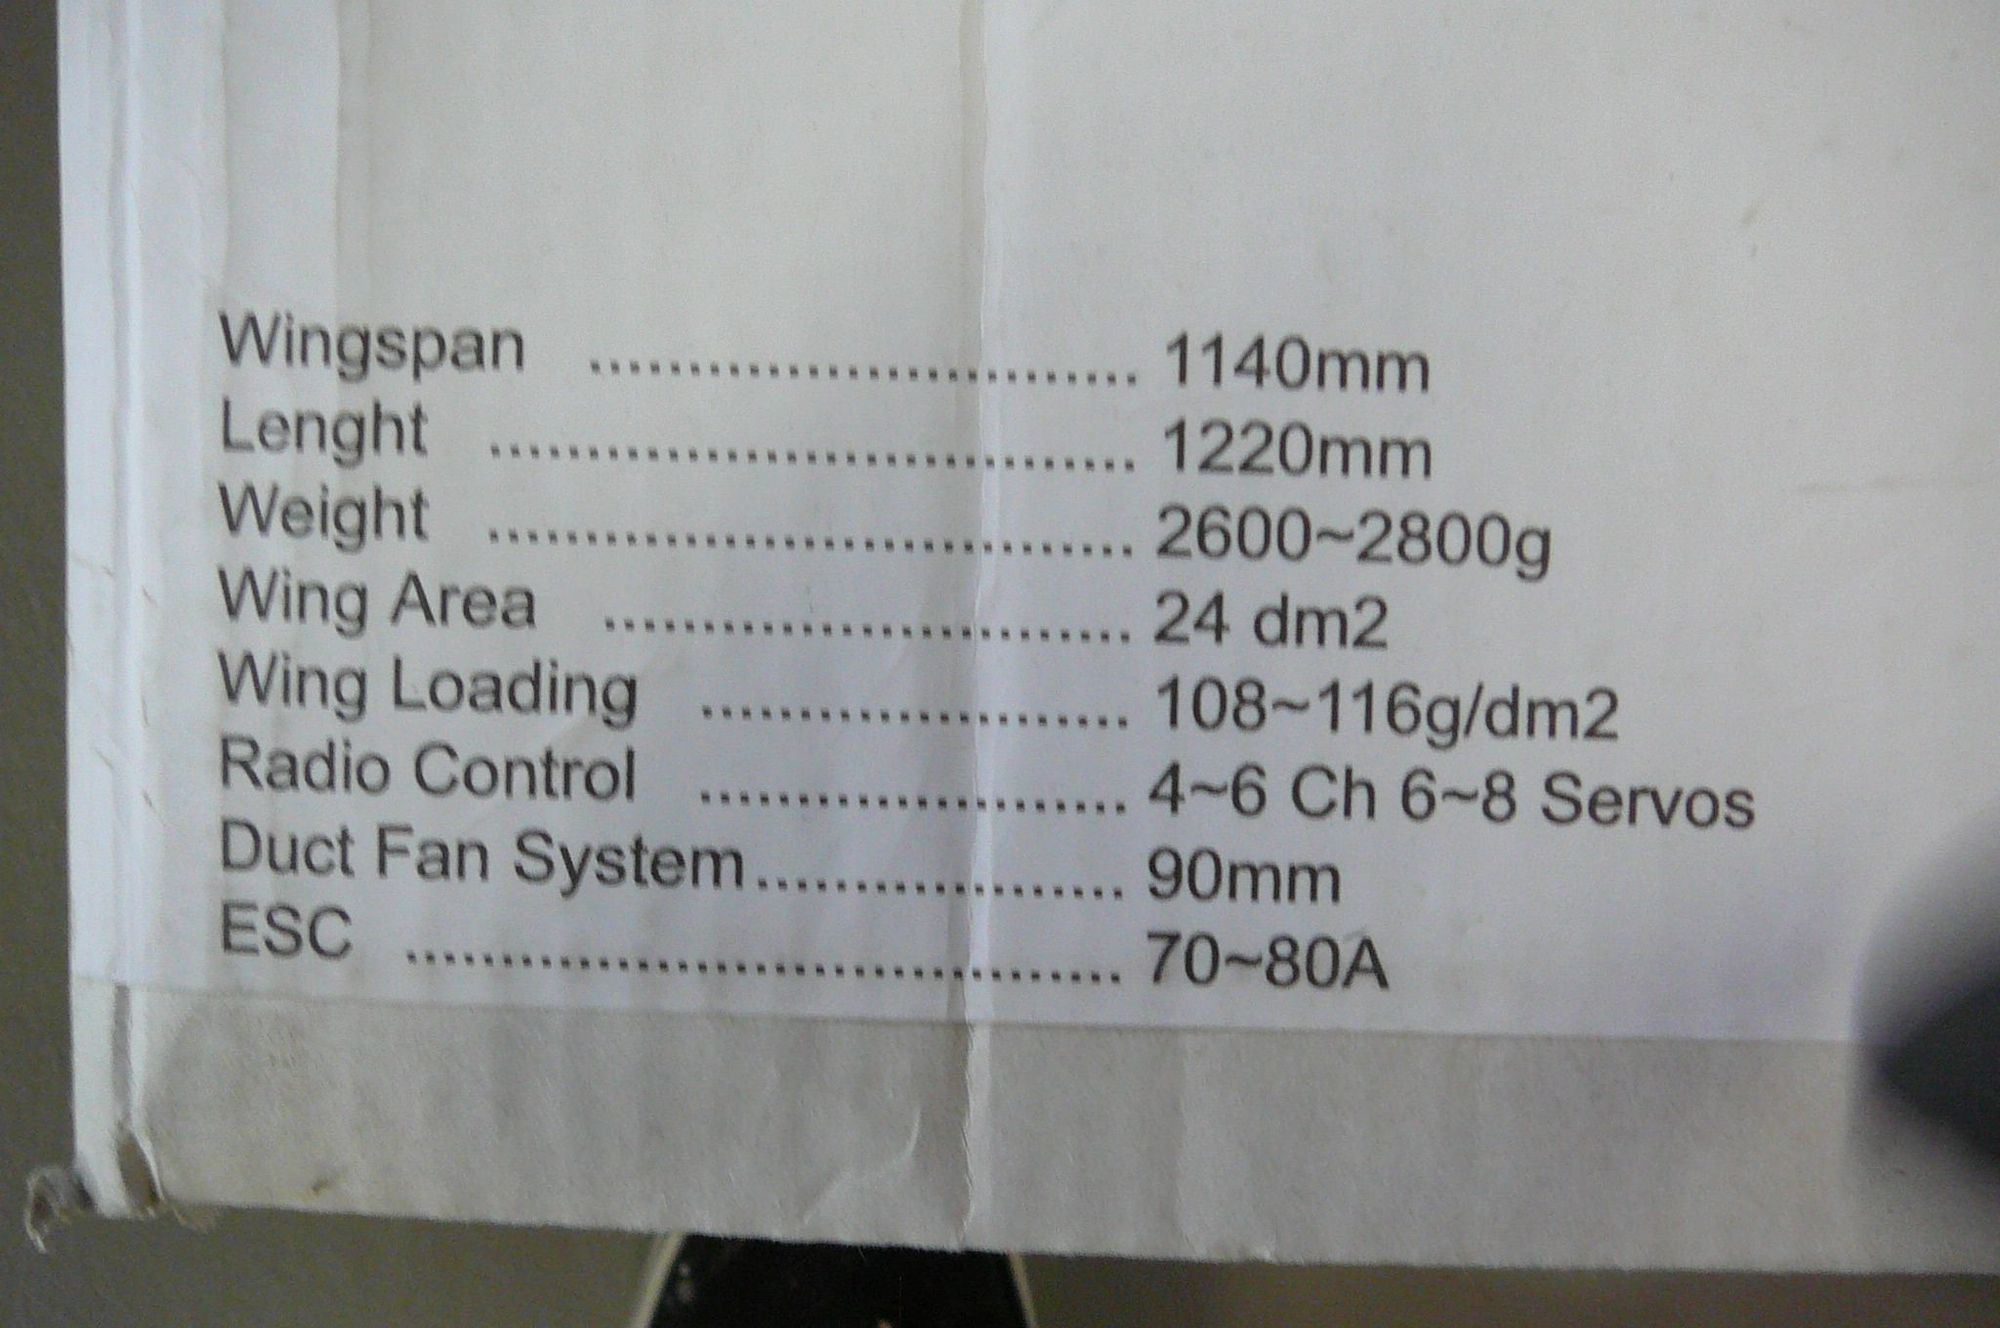 Wingspan ............................ 1140mm
Lenght ................................. 1220mm
Weight ................................. 2600~2800g
Wing Area ........................... 24 dm2
Wing Loading ...................... 108~116g/dm2
Radio Control ...................... 4~6 Ch 6~8 Servos
Duct Fan System................... 90mm
ESC ..................................... 70~80A